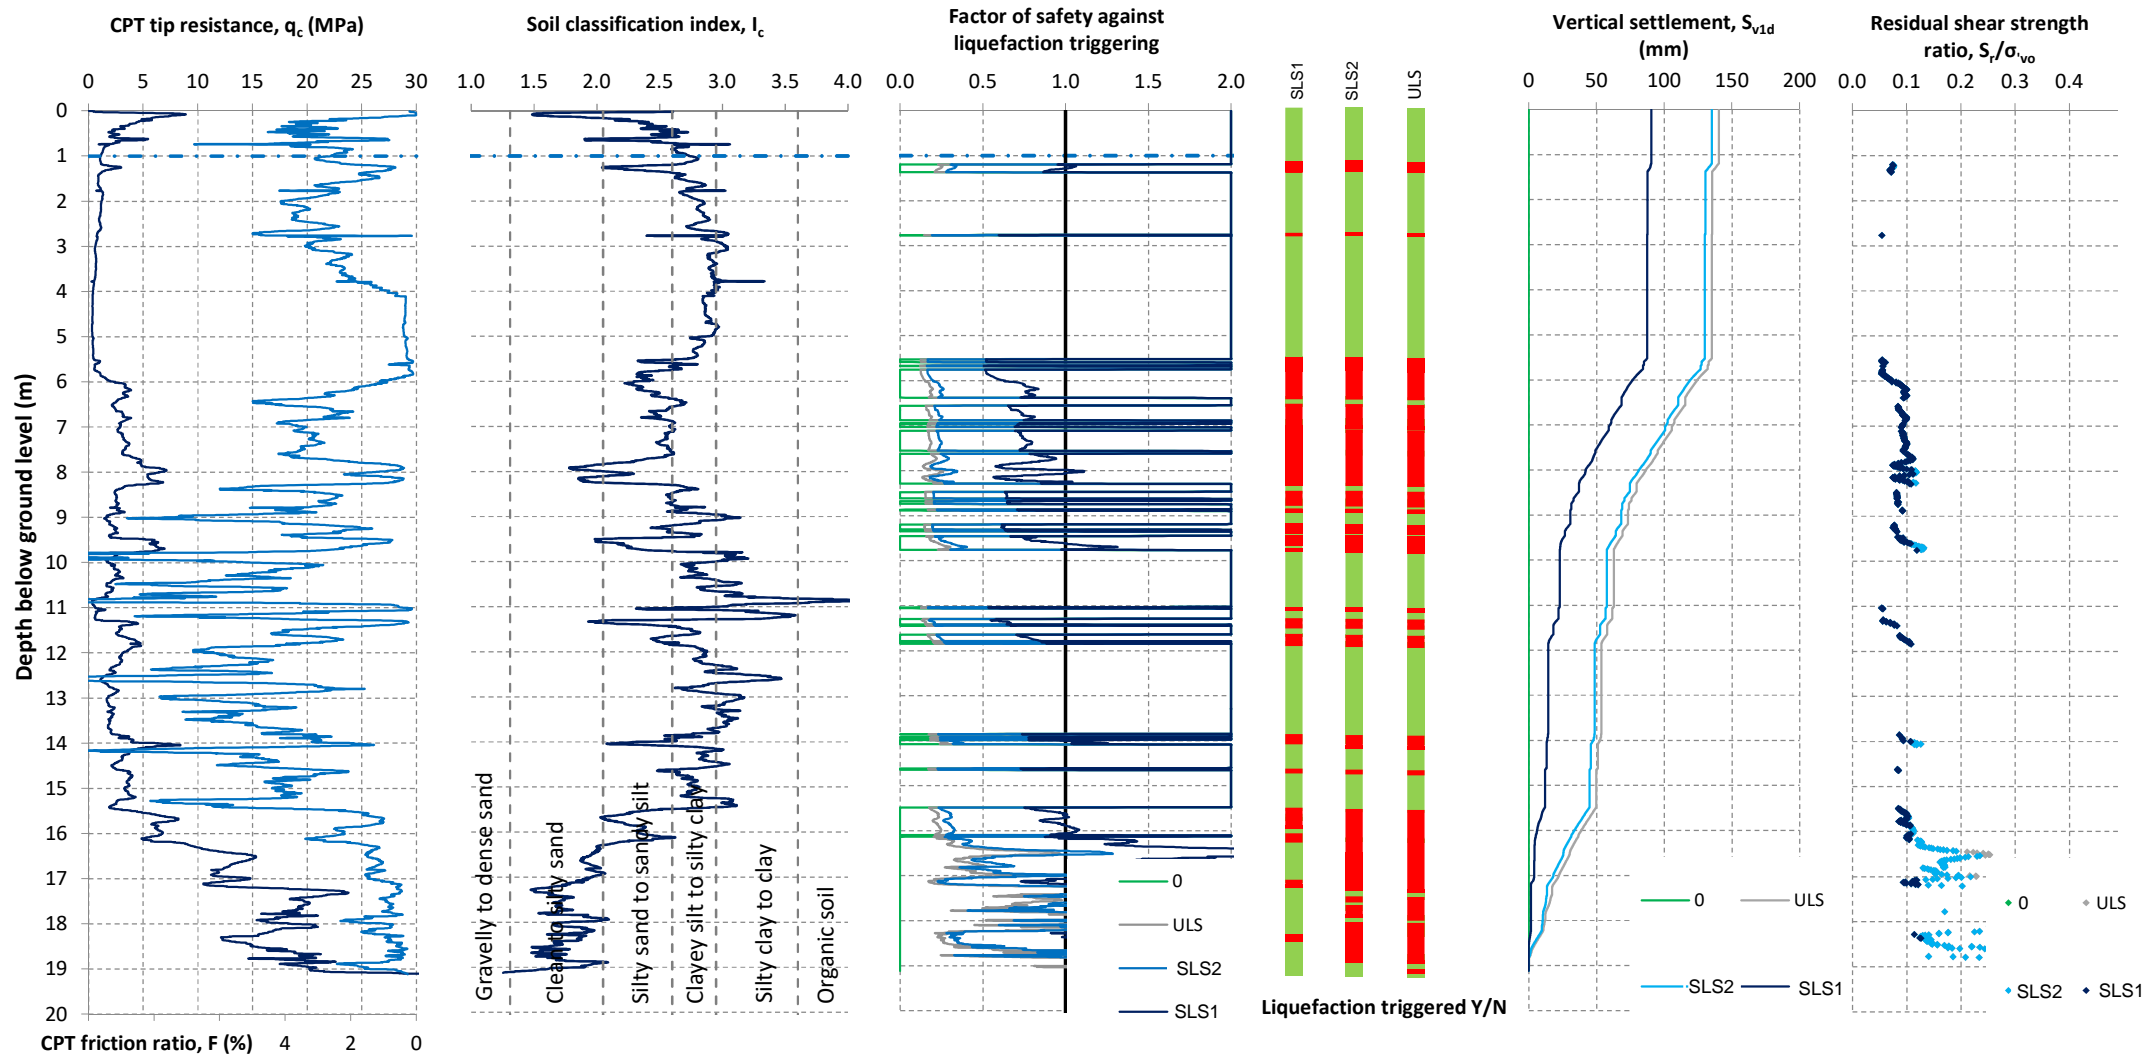 CPT tip resistance, qc (MPa)
0 5 10 15 20 25 30
Soil classification index, Ic
1.0 1.5 2.0 2.5 3.0 3.5 4.0
Factor of safety against
liquefaction triggering
0.0 0.5 1.0 1.5 2.0
SLS1
SLS2
ULS
Vertical settlement, Sv1d
(mm)
0 50 100 150 200
Residual shear strength
ratio, Sr/σ'vo
0.0 0.1 0.2 0.3 0.4
Depth below ground level (m)
0
1
2
3
4
5
6
7
8
9
10
11
12
13
14
15
16
17
18
19
20
CPT friction ratio, F (%) 4 2 0
Gravelly to dense sand
Clean to silty sand
Silty sand to sandy silt
Clayey silt to silty clay
Silty clay to clay
Organic soil
0
ULS
SLS2
SLS1
Liquefaction triggered Y/N
0 ULS
SLS2 SLS1
0 ULS
SLS2 SLS1